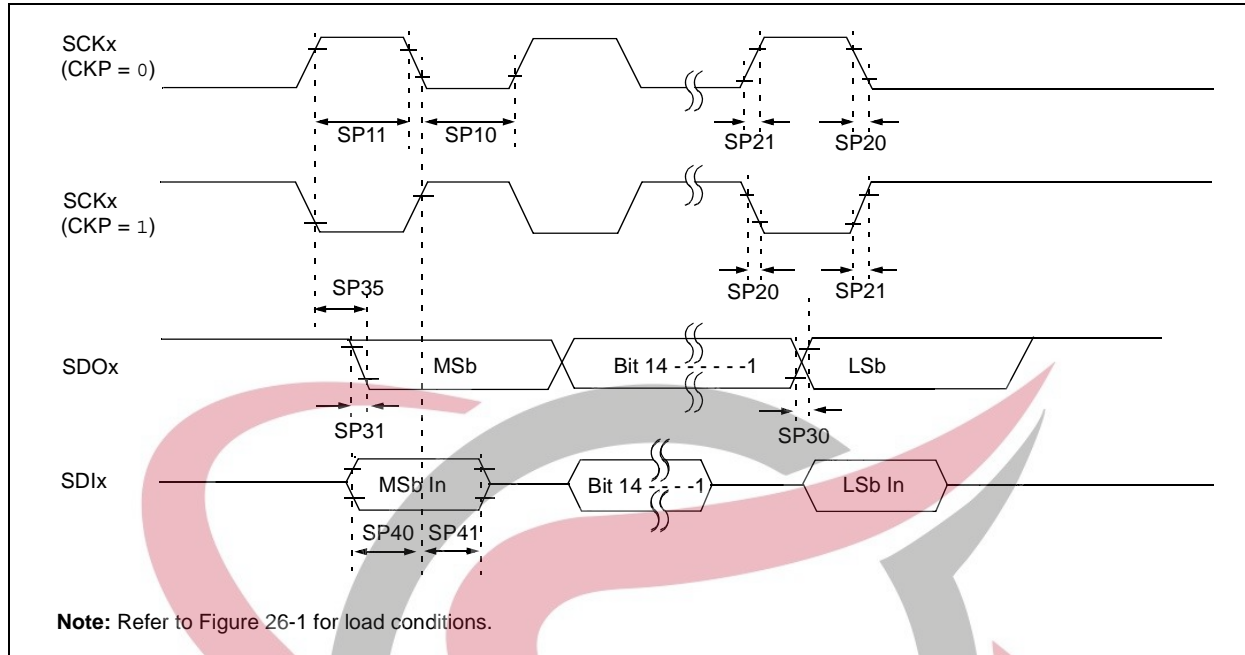 SCKx
(CKP = 0)
SP11
SP10
SP21
SP20
SCKx
(CKP = 1)
SP35
SP20
SP21
SDOx
MSb
Bit 14 - - - - - -1
LSb
SP31
SP30
SDIx
MSb In
Bit 14 - - - -1
LSb In
SP40
SP41
Note: Refer to Figure 26-1 for load conditions.